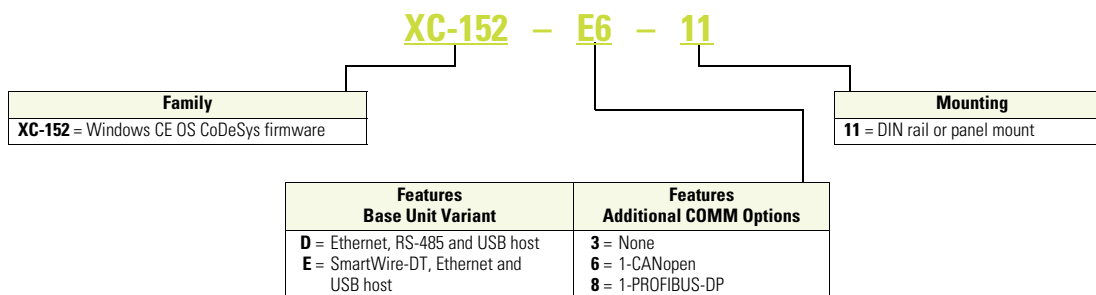 XC-152 – E6 – 11
Family
XC-152 = Windows CE OS CoDeSys firmware
Mounting
11 = DIN rail or panel mount
Features
Base Unit Variant
D = Ethernet, RS-485 and USB host
E = SmartWire-DT, Ethernet and
USB host
Features
Additional COMM Options
3 = None
6 = 1-CANopen
8 = 1-PROFIBUS-DP